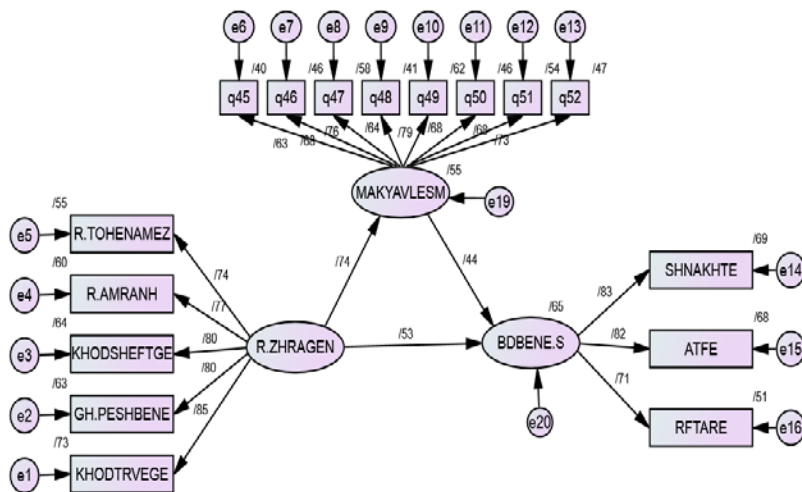 e6 e7 e8 e9 e10 e11 e12 e13
/40 /46 /58 /41 /62 /46 /54 /47
q45 q46 q47 q48 q49 q50 q51 q52
/63 /68 /76 /64 /79 /68 /68 /73
/55
MAKYAVLESM
e19
/55
e5 R.TOHENAMEZ
/60
e4 R.AMRANH
/64
e3 KHODSHEFTGE
/63
e2 GH.PESHBENE
/73
e1 KHODTRVEGE
/74
/77
/80
/80
/85
R.ZHRAGEN
/74
/44
/53
/65
BDBENE.S
e20
/83
/82
/71
/69
SHNAKHTE e14
/68
ATFE e15
/51
RFTARE e16